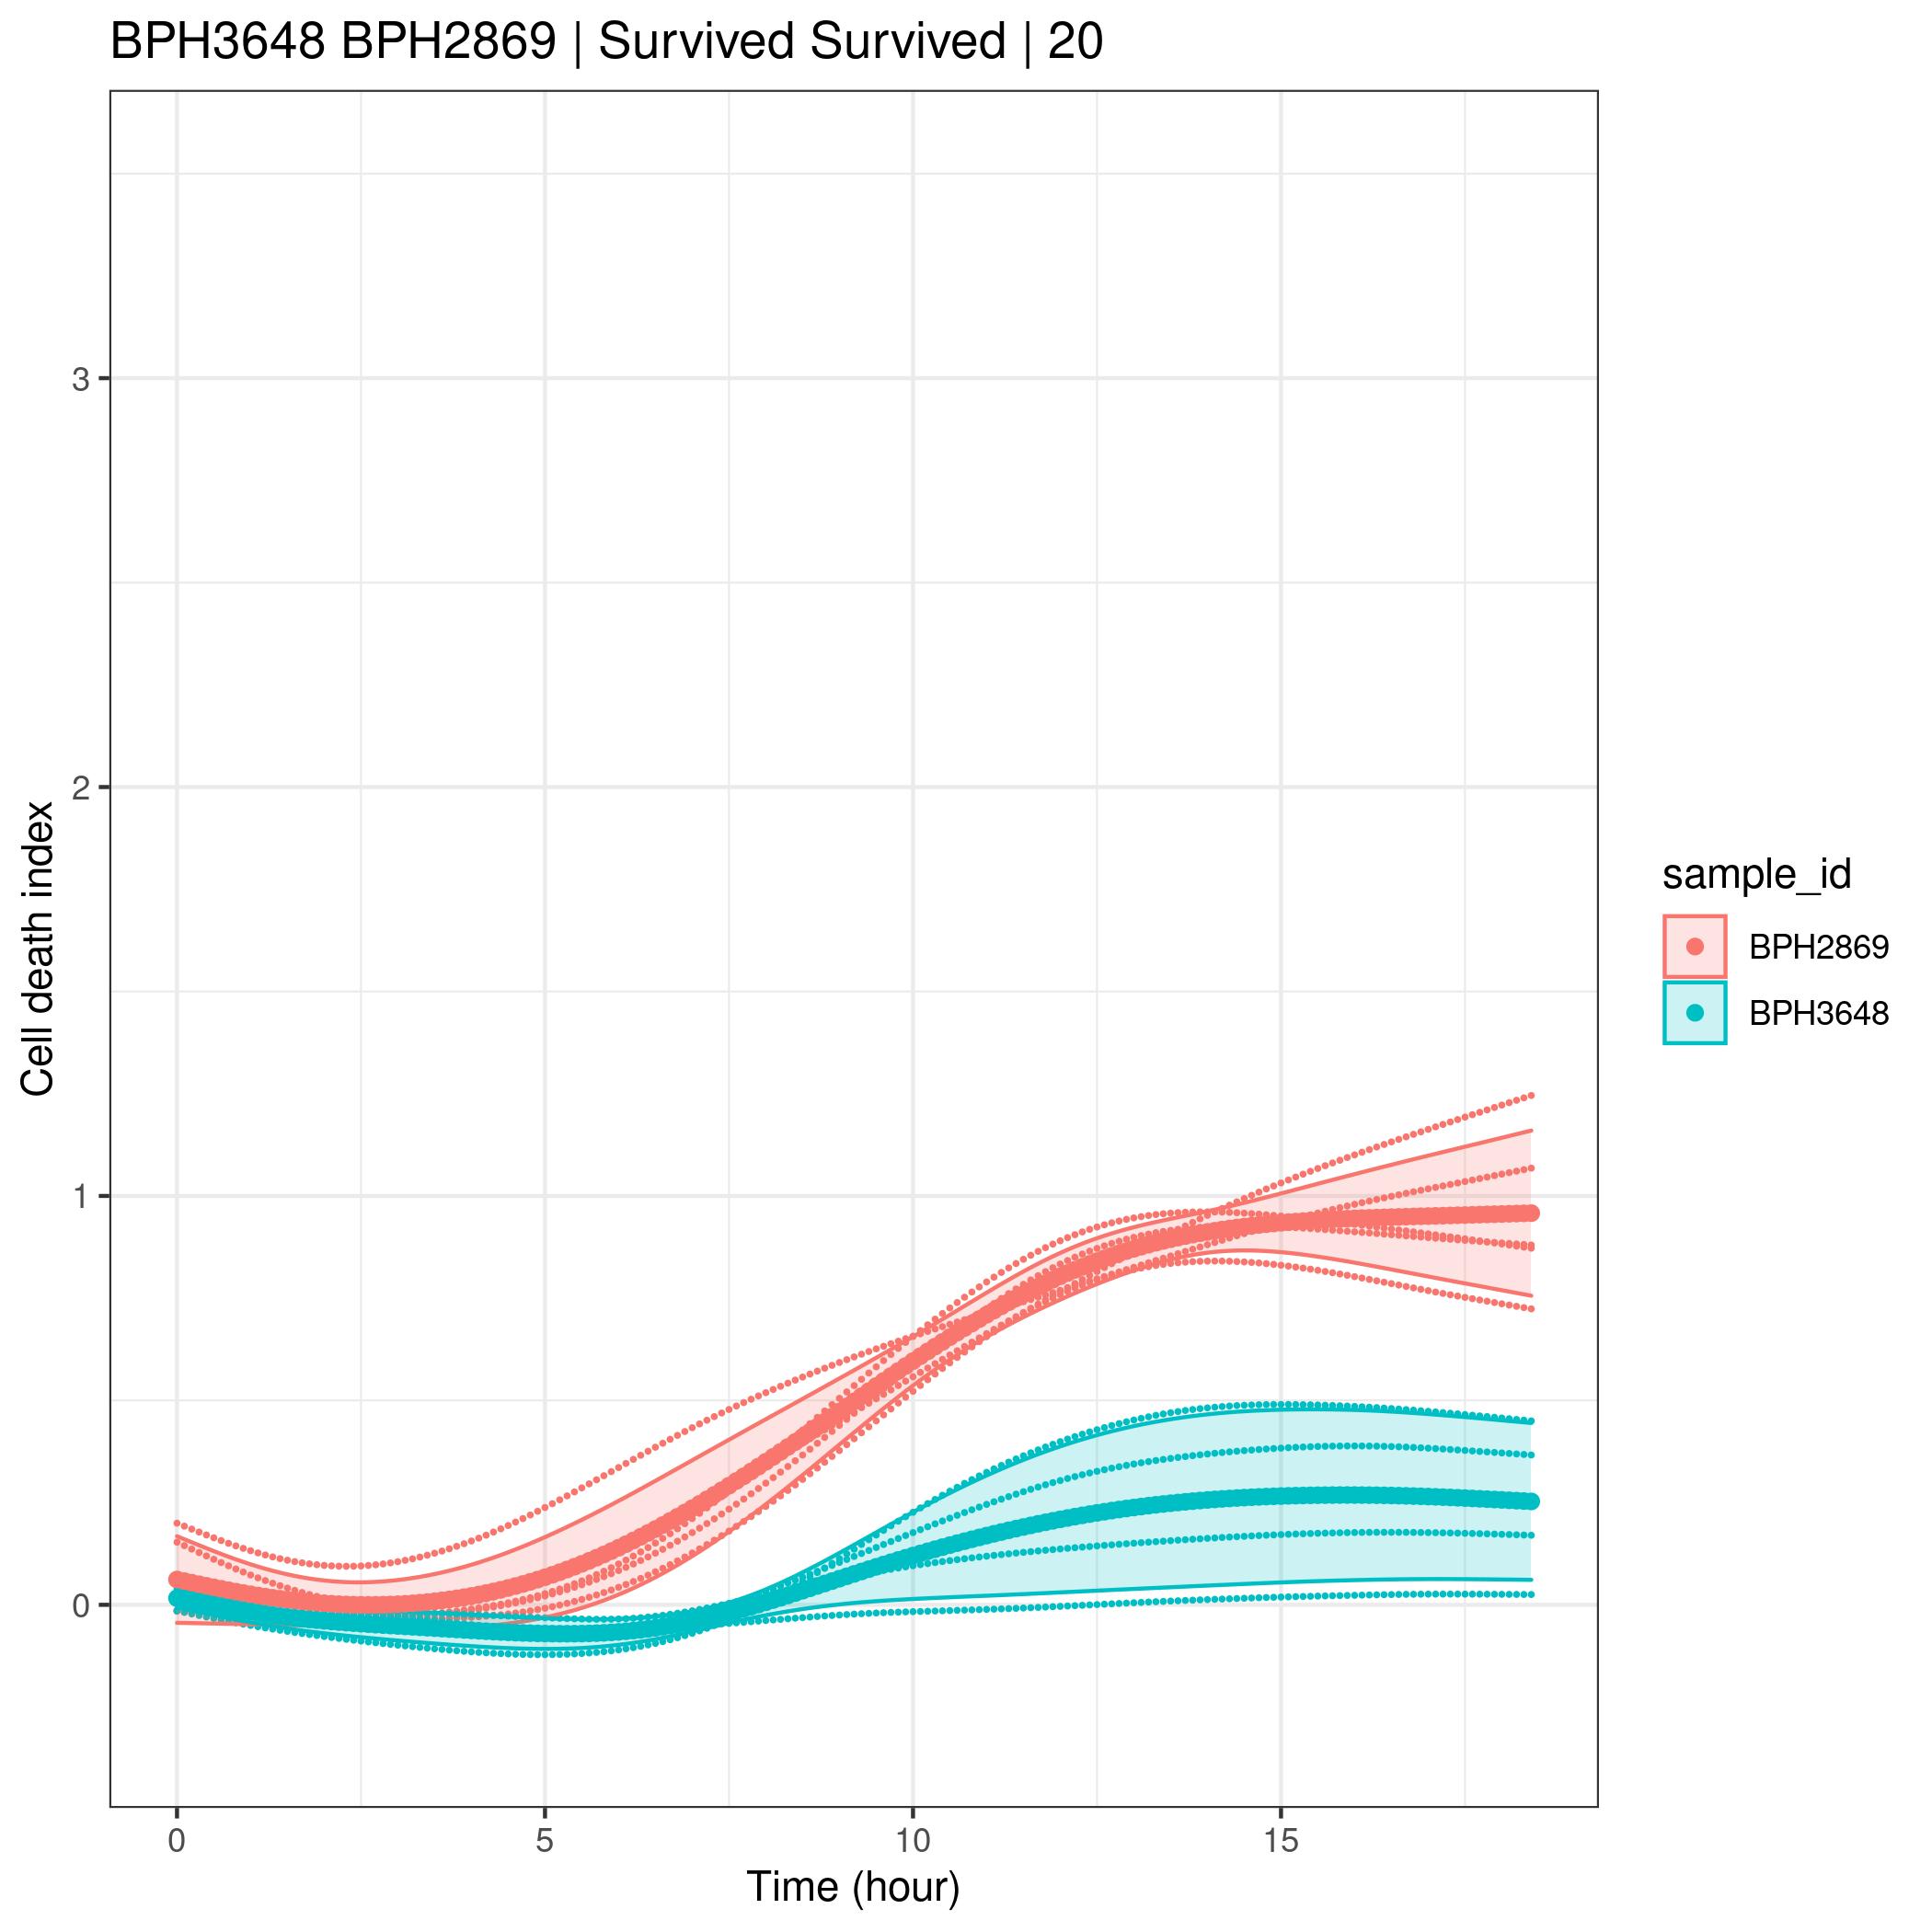 BPH3648 BPH2869 | Survived Survived | 20
3
2
1
0
Cell death index
0 5 10 15
Time (hour)
sample_id
BPH2869
BPH3648